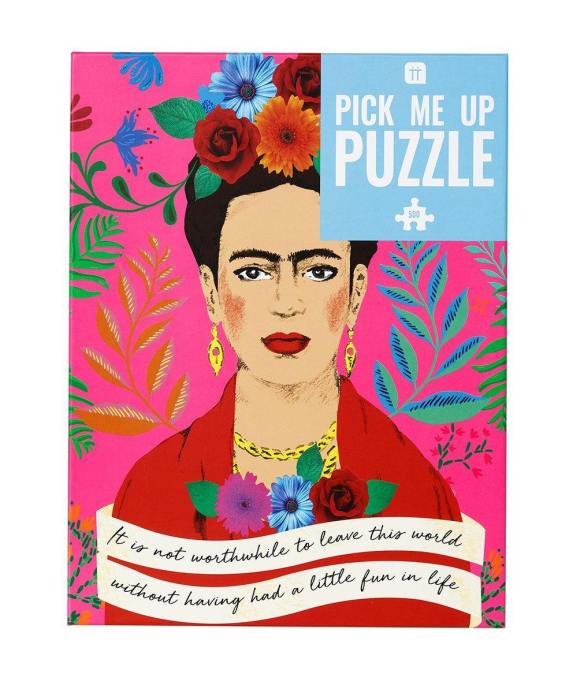 PICK ME UP
PUZZLE
500
It is not worthwhile to leave this world
without having had a little fun in life